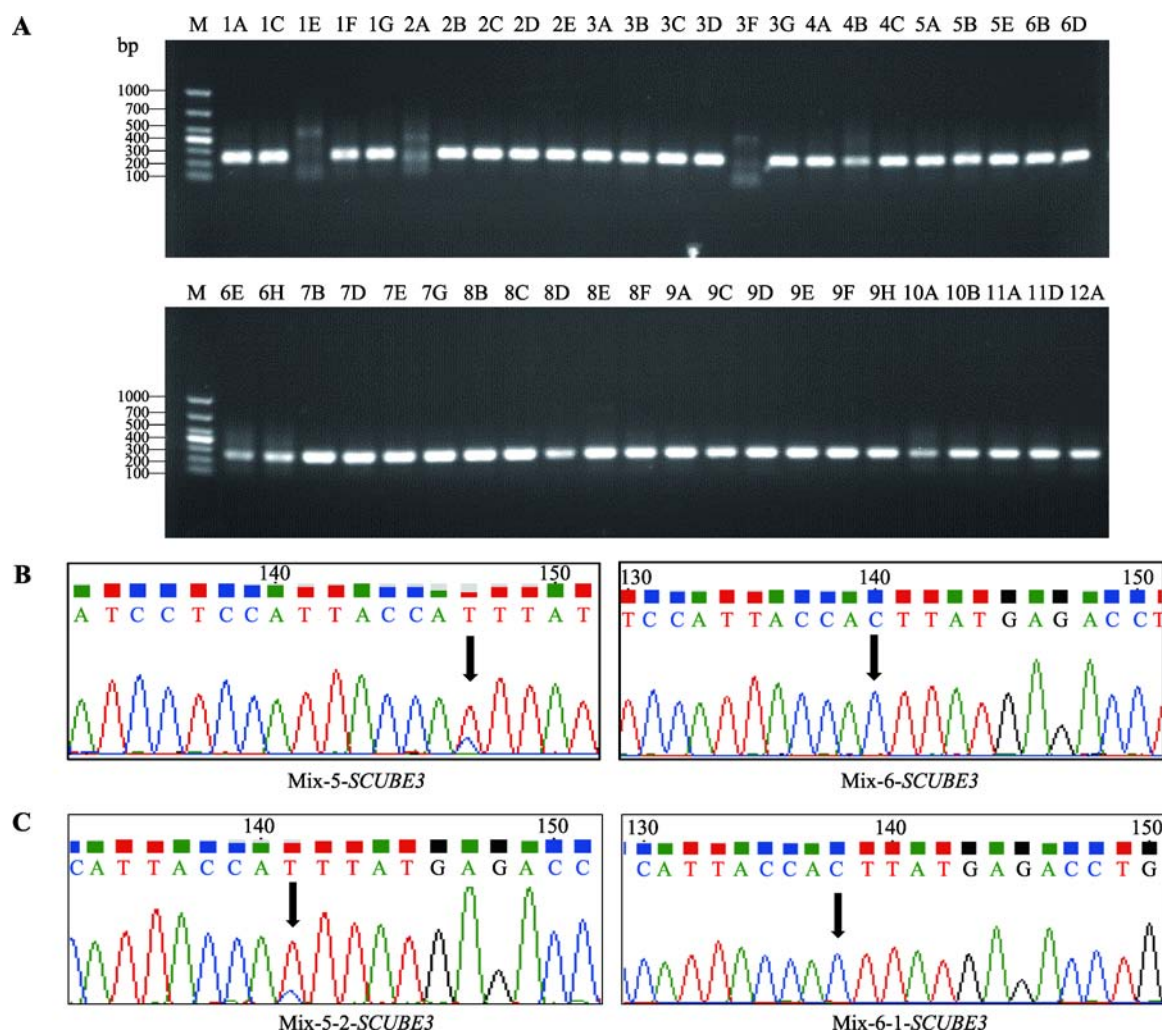 A
M 1A 1C 1E 1F 1G 2A 2B 2C 2D 2E 3A 3B 3C 3D 3F 3G 4A 4B 4C 5A 5B 5E 6B 6D
bp
1000
700
500
400
300
200
100
M 6E 6H 7B 7D 7E 7G 8B 8C 8D 8E 8F 9A 9C 9D 9E 9F 9H 10A 10B 11A 11D 12A
1000
700
500
400
300
200
100
B
140 150
A T C C T C C A T T A C C A T T T A T
Mix-5-SCUBE3
130 140 150
T C C A T T A C C A C T T A T G A G A C C T
Mix-6-SCUBE3
C
140 150
C A T T A C C A T T T A T G A G A C C
Mix-5-2-SCUBE3
130 140 150
C A T T A C C A C T T A T G A G A C C T G
Mix-6-1-SCUBE3